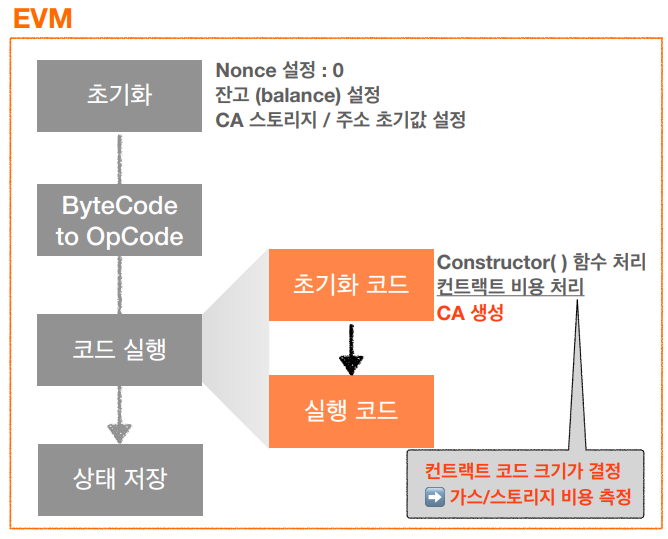 EVM
초기화
Nonce 설정 : 0
잔고 (balance) 설정
CA 스토리지 / 주소 초기값 설정
ByteCode
to OpCode
초기화 코드
Constructor( ) 함수 처리
컨트랙트 비용 처리
CA 생성
코드 실행
실행 코드
상태 저장
컨트랙트 코드 크기가 결정
➡️ 가스/스토리지 비용 측정